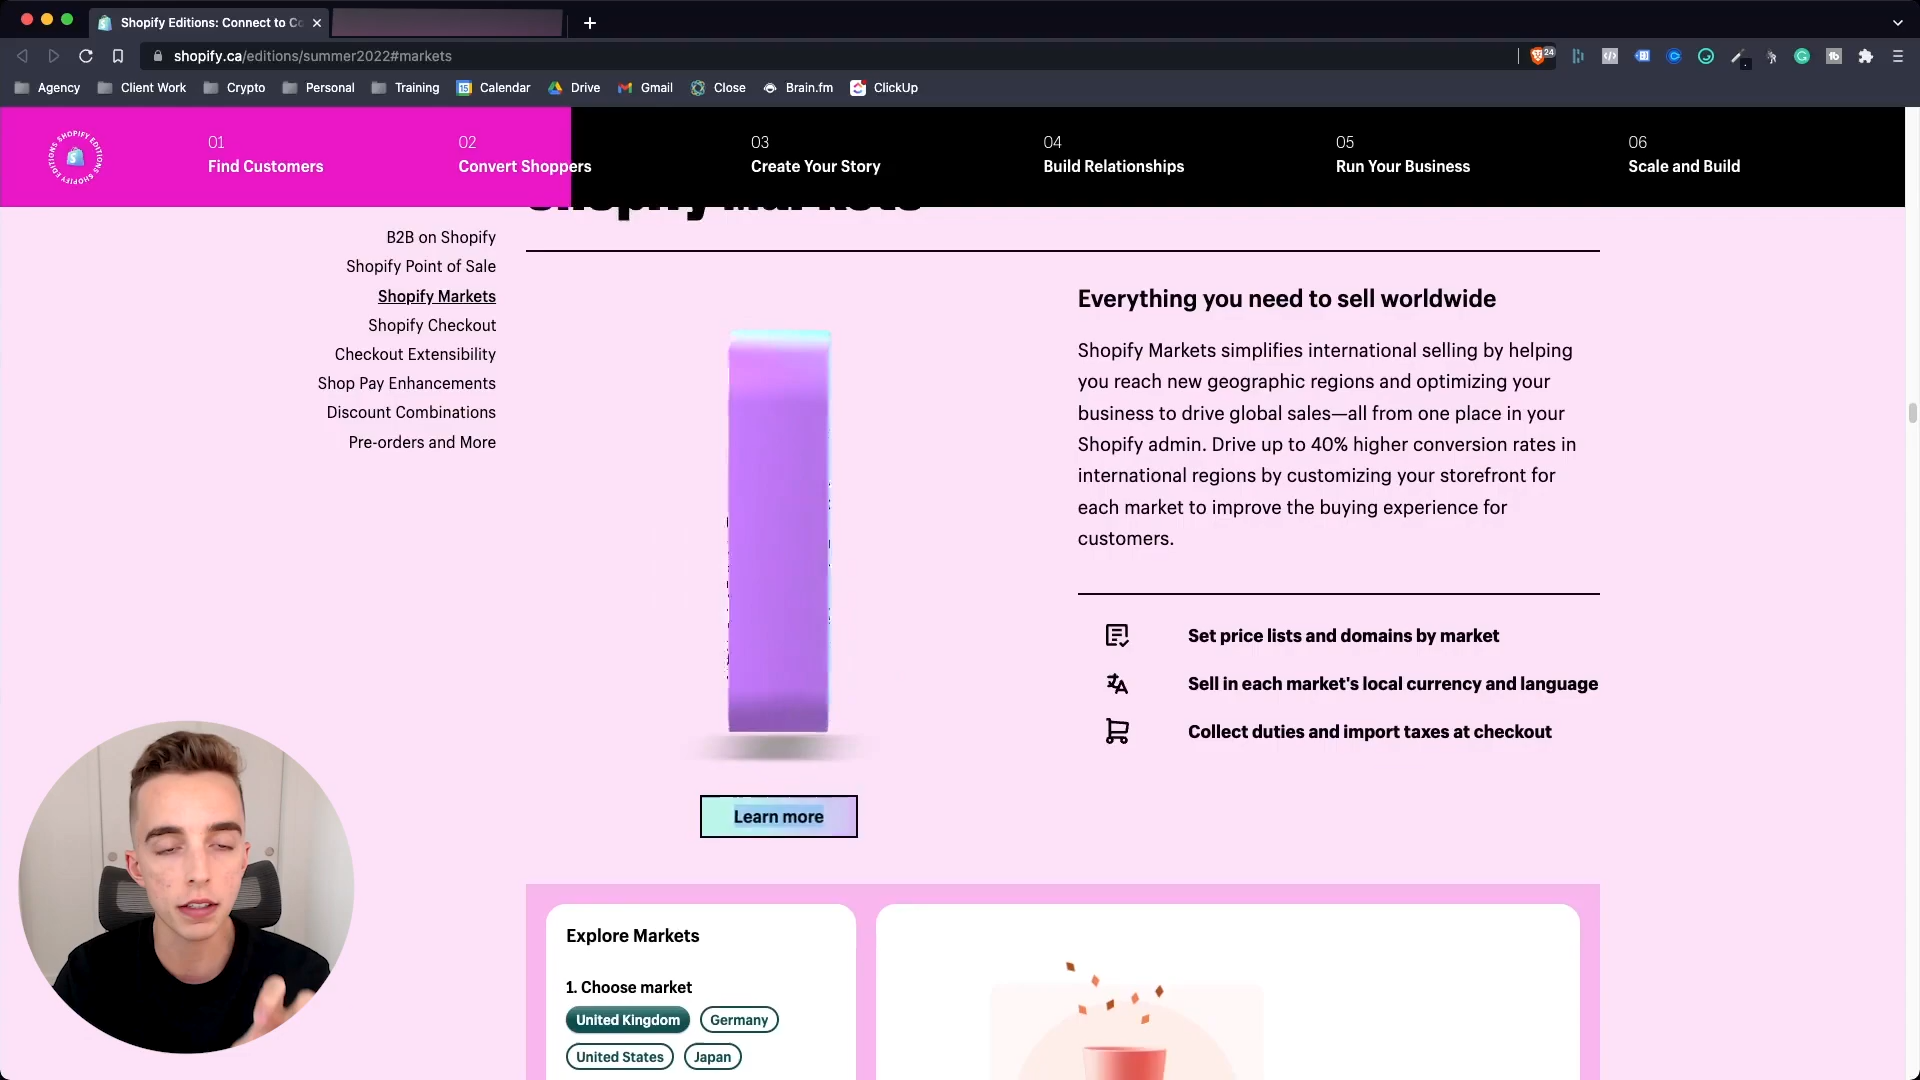 Shopify Editions: Connect to Co
shopify.ca/editions/summer2022#markets
24
Agency
Client Work
Crypto
Personal
Training
Calendar
Drive
Gmail
Close
Brain.fm
ClickUp
SHOPIFY EDITIONS SHOPIFY EDITIONS
01
Find Customers
02
Convert Shoppers
03
Create Your Story
04
Build Relationships
05
Run Your Business
06
Scale and Build
Shopify Markets
B2B on Shopify
Shopify Point of Sale
Shopify Markets
Shopify Checkout
Checkout Extensibility
Shop Pay Enhancements
Discount Combinations
Pre-orders and More
Everything you need to sell worldwide
Shopify Markets simplifies international selling by helping
you reach new geographic regions and optimizing your
business to drive global sales—all from one place in your
Shopify admin. Drive up to 40% higher conversion rates in
international regions by customizing your storefront for
each market to improve the buying experience for
customers.
Set price lists and domains by market
Sell in each market's local currency and language
Collect duties and import taxes at checkout
Learn more
Explore Markets
1. Choose market
United Kingdom
Germany
United States
Japan